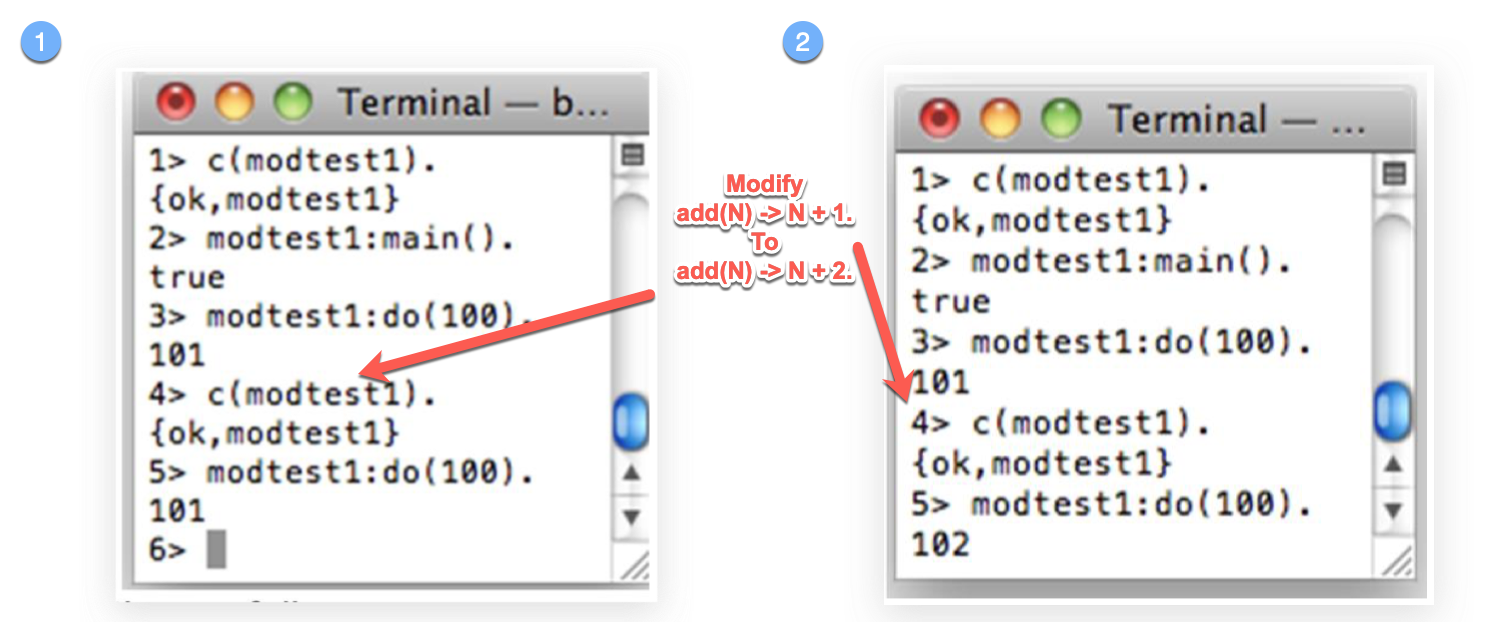 1
Terminal — b...
1> c(modtest1).
{ok,modtest1}
2> modtest1:main().
true
3> modtest1:do(100).
101
4> c(modtest1).
{ok,modtest1}
5> modtest1:do(100).
101
6>
Modify
add(N) -> N + 1.
To
add(N) -> N + 2.
2
Terminal — ...
1> c(modtest1).
{ok,modtest1}
2> modtest1:main().
true
3> modtest1:do(100).
101
4> c(modtest1).
{ok,modtest1}
5> modtest1:do(100).
102